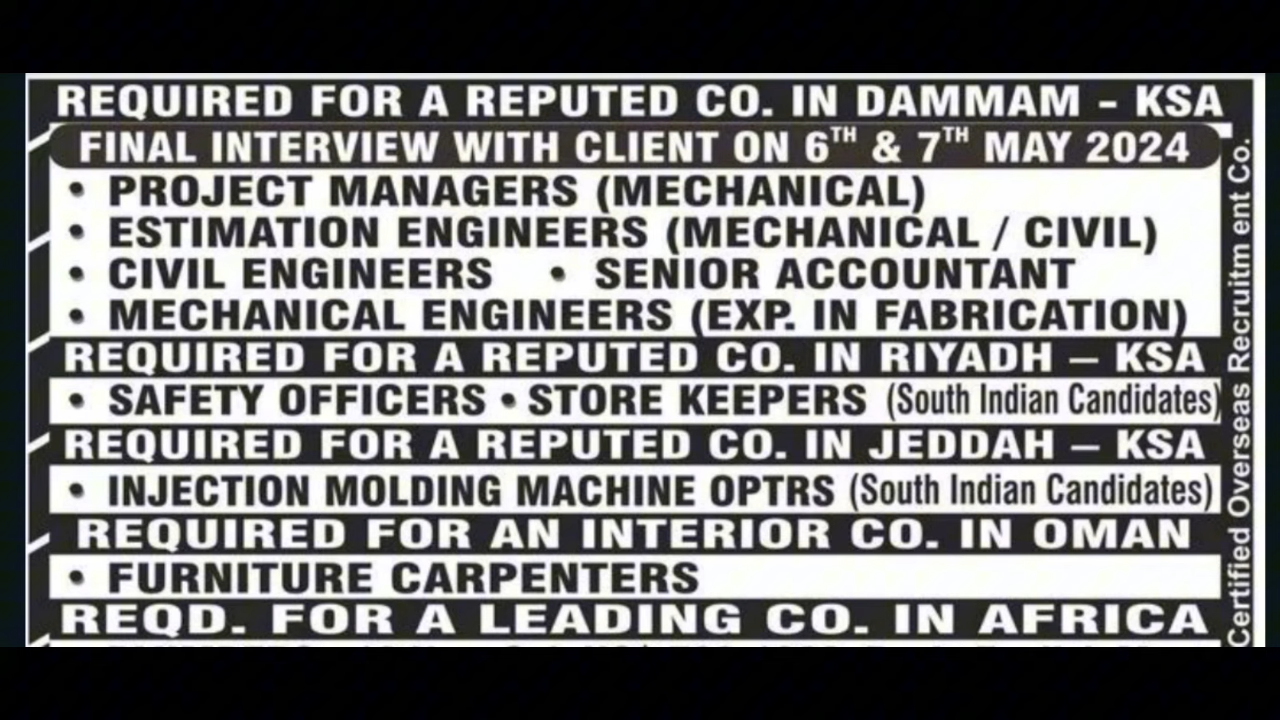 REQUIRED FOR A REPUTED CO. IN DAMMAM - KSA
FINAL INTERVIEW WITH CLIENT ON 6TH & 7TH MAY 2024
• PROJECT MANAGERS (MECHANICAL)
• ESTIMATION ENGINEERS (MECHANICAL / CIVIL)
• CIVIL ENGINEERS • SENIOR ACCOUNTANT
• MECHANICAL ENGINEERS (EXP. IN FABRICATION)
REQUIRED FOR A REPUTED CO. IN RIYADH – KSA
• SAFETY OFFICERS • STORE KEEPERS (South Indian Candidates)
REQUIRED FOR A REPUTED CO. IN JEDDAH – KSA
• INJECTION MOLDING MACHINE OPTRS (South Indian Candidates)
REQUIRED FOR AN INTERIOR CO. IN OMAN
• FURNITURE CARPENTERS
REQD. FOR A LEADING CO. IN AFRICA
Certified Overseas Recruitm ent Co.